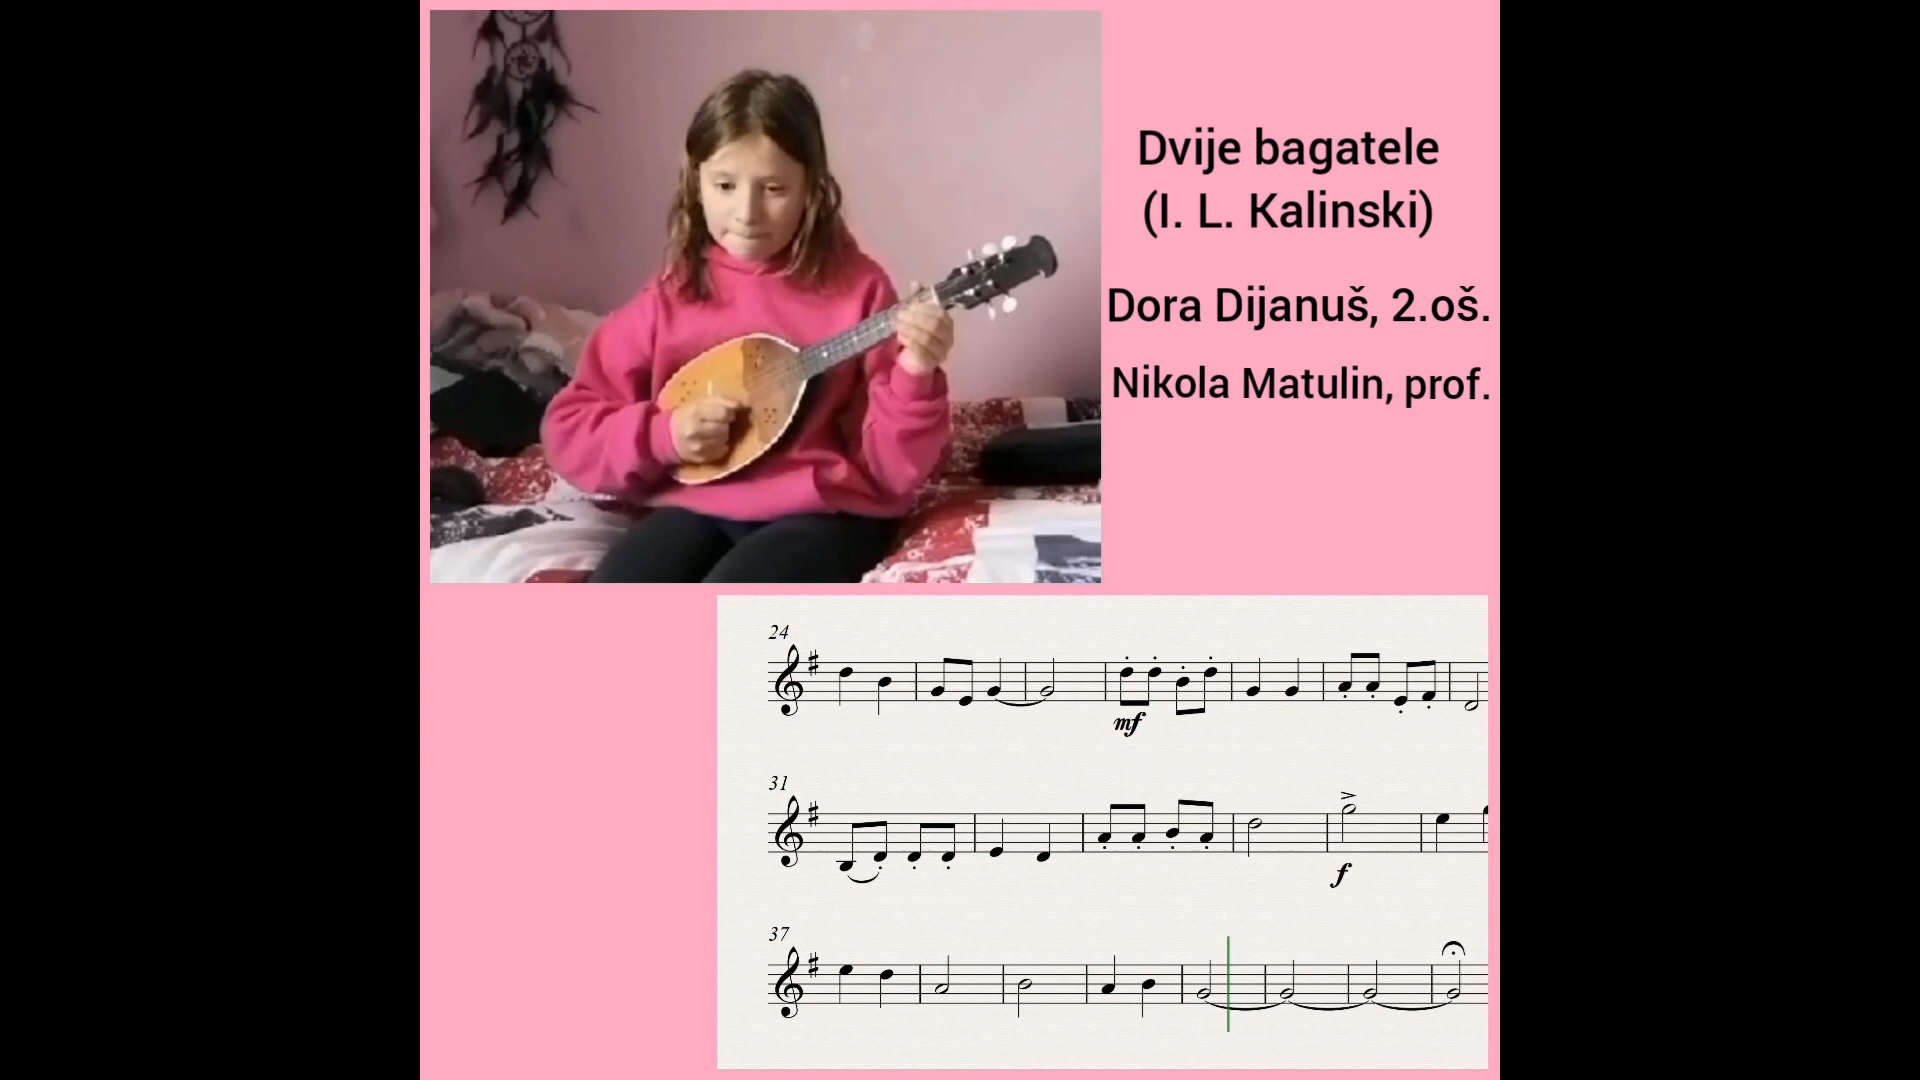 Dvije bagatele
(I. L. Kalinski)
Dora Dijanuš, 2.oš.
Nikola Matulin, prof.
24
mf
31
f
37